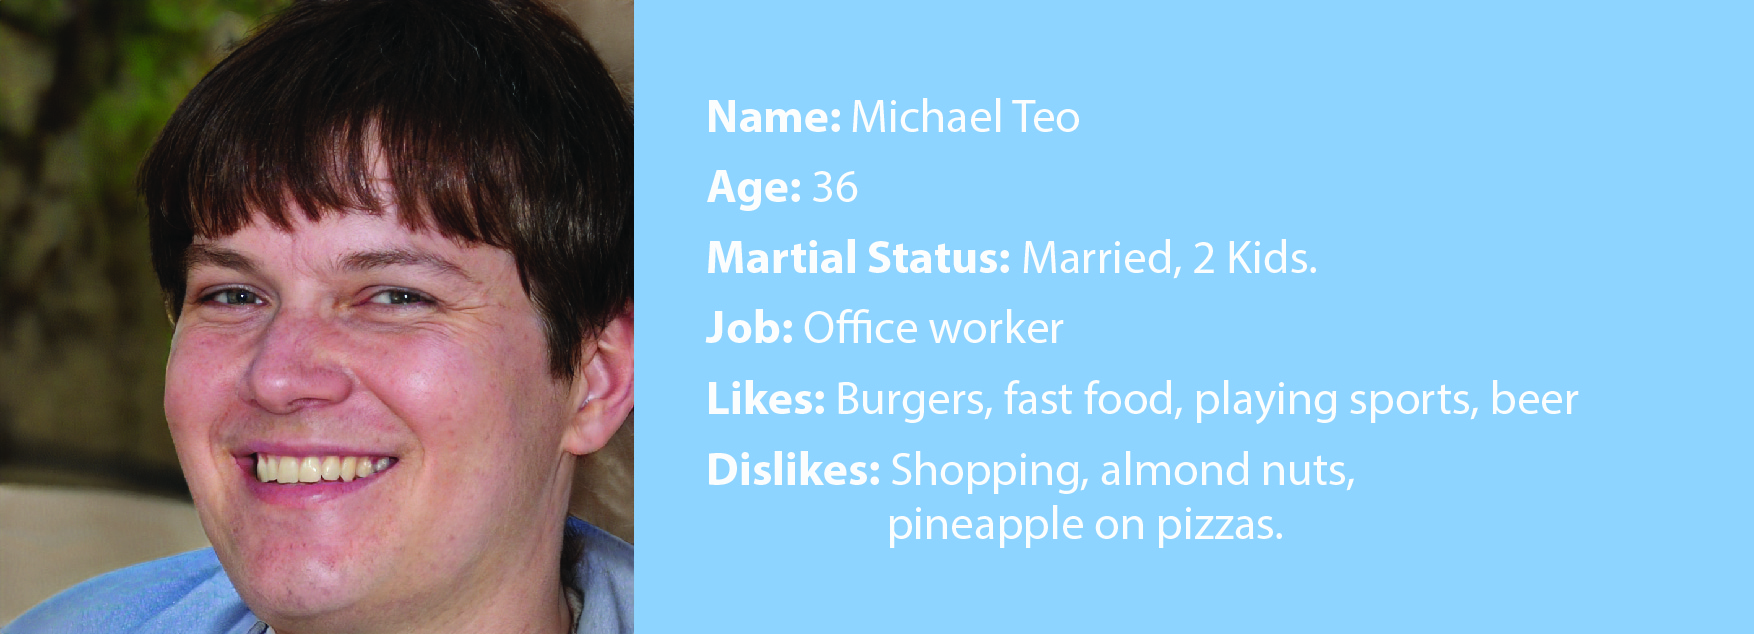 Name: Michael Teo
Age: 36
Martial Status: Married, 2 Kids.
Job: Office worker
Likes: Burgers, fast food, playing sports, beer
Dislikes: Shopping, almond nuts,
pineapple on pizzas.